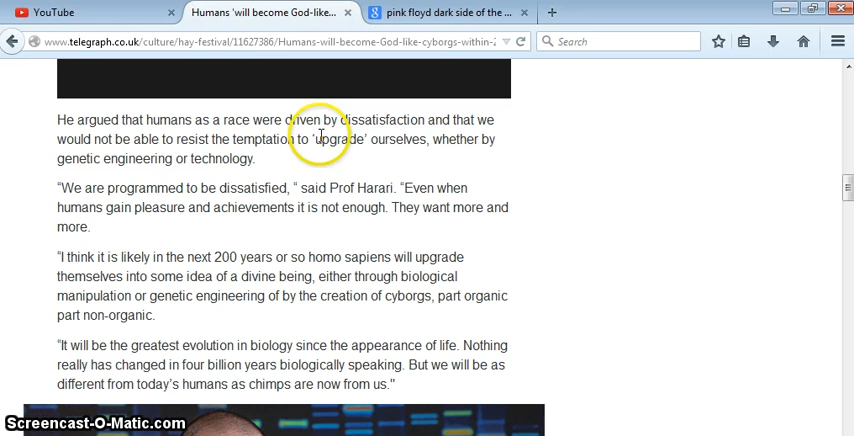 YouTube
Humans 'will become God-like...
pink floyd dark side of the ...
www.telegraph.co.uk/culture/hay-festival/11627386/Humans-will-become-God-like-cyborgs-within-2
Search
He argued that humans as a race were driven by dissatisfaction and that we
would not be able to resist the temptation to ‘upgrade’ ourselves, whether by
genetic engineering or technology.
“We are programmed to be dissatisfied, “ said Prof Harari. “Even when
humans gain pleasure and achievements it is not enough. They want more and
more.
“I think it is likely in the next 200 years or so homo sapiens will upgrade
themselves into some idea of a divine being, either through biological
manipulation or genetic engineering of by the creation of cyborgs, part organic
part non-organic.
“It will be the greatest evolution in biology since the appearance of life. Nothing
really has changed in four billion years biologically speaking. But we will be as
different from today’s humans as chimps are now from us."
Screencast-O-Matic.com